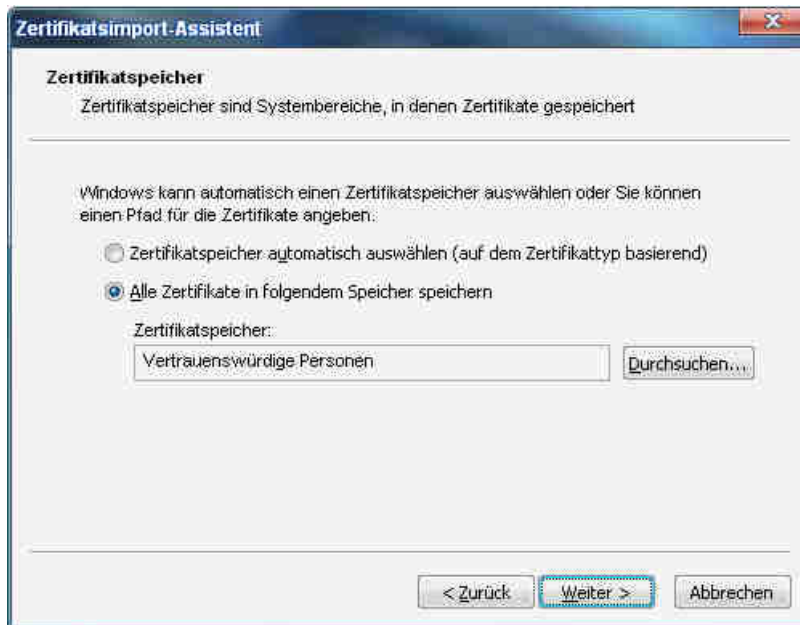 Zertifikatsimport-Assistent
Zertifikatspeicher
Zertifikatspeicher sind Systembereiche, in denen Zertifikate gespeichert
Windows kann automatisch einen Zertifikatspeicher auswählen oder Sie können
einen Pfad für die Zertifikate angeben.
Zertifikatspeicher automatisch auswählen (auf dem Zertifikattyp basierend)
Alle Zertifikate in folgendem Speicher speichern
Zertifikatspeicher:
Vertrauenswürdige Personen
Durchsuchen...
< Zurück
Weiter >
Abbrechen